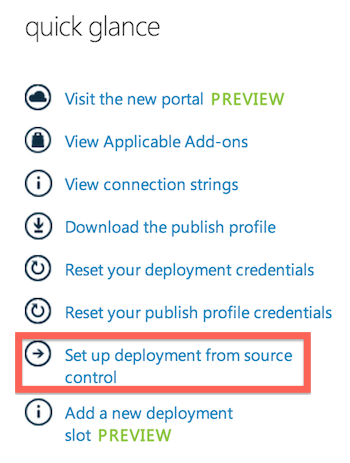 quick glance
Visit the new portal PREVIEW
View Applicable Add-ons
View connection strings
Download the publish profile
Reset your deployment credentials
Reset your publish profile credentials
Set up deployment from source
control
Add a new deployment
slot PREVIEW